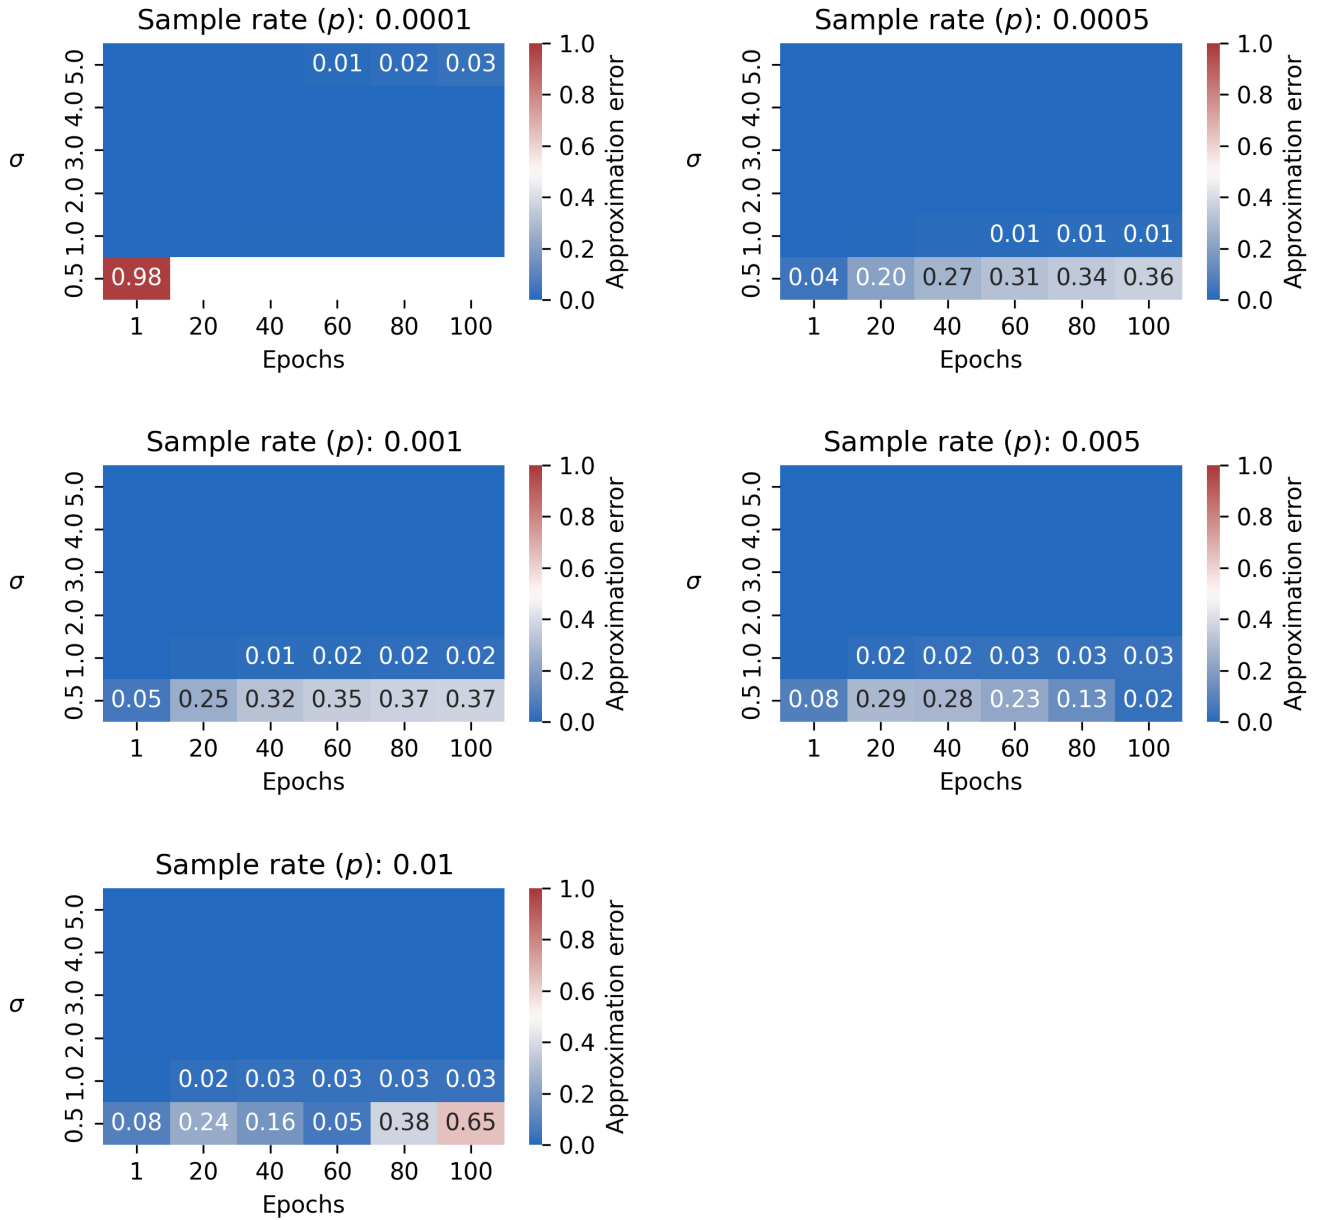 Sample rate (p): 0.0001
5.0 0.01 0.02 0.03
4.0
3.0
2.0
1.0
0.5 0.98
σ
1 20 40 60 80 100
Epochs
1.0
0.8
0.6
0.4
0.2
0.0
Approximation error
Sample rate (p): 0.0005
5.0
4.0
3.0
2.0
1.0 0.01 0.01 0.01
0.5 0.04 0.20 0.27 0.31 0.34 0.36
σ
1 20 40 60 80 100
Epochs
1.0
0.8
0.6
0.4
0.2
0.0
Approximation error
Sample rate (p): 0.001
5.0
4.0
3.0
2.0
1.0 0.01 0.02 0.02 0.02
0.5 0.05 0.25 0.32 0.35 0.37 0.37
σ
1 20 40 60 80 100
Epochs
1.0
0.8
0.6
0.4
0.2
0.0
Approximation error
Sample rate (p): 0.005
5.0
4.0
3.0
2.0
1.0 0.02 0.02 0.03 0.03 0.03
0.5 0.08 0.29 0.28 0.23 0.13 0.02
σ
1 20 40 60 80 100
Epochs
1.0
0.8
0.6
0.4
0.2
0.0
Approximation error
Sample rate (p): 0.01
5.0
4.0
3.0
2.0
1.0 0.02 0.03 0.03 0.03 0.03
0.5 0.08 0.24 0.16 0.05 0.38 0.65
σ
1 20 40 60 80 100
Epochs
1.0
0.8
0.6
0.4
0.2
0.0
Approximation error